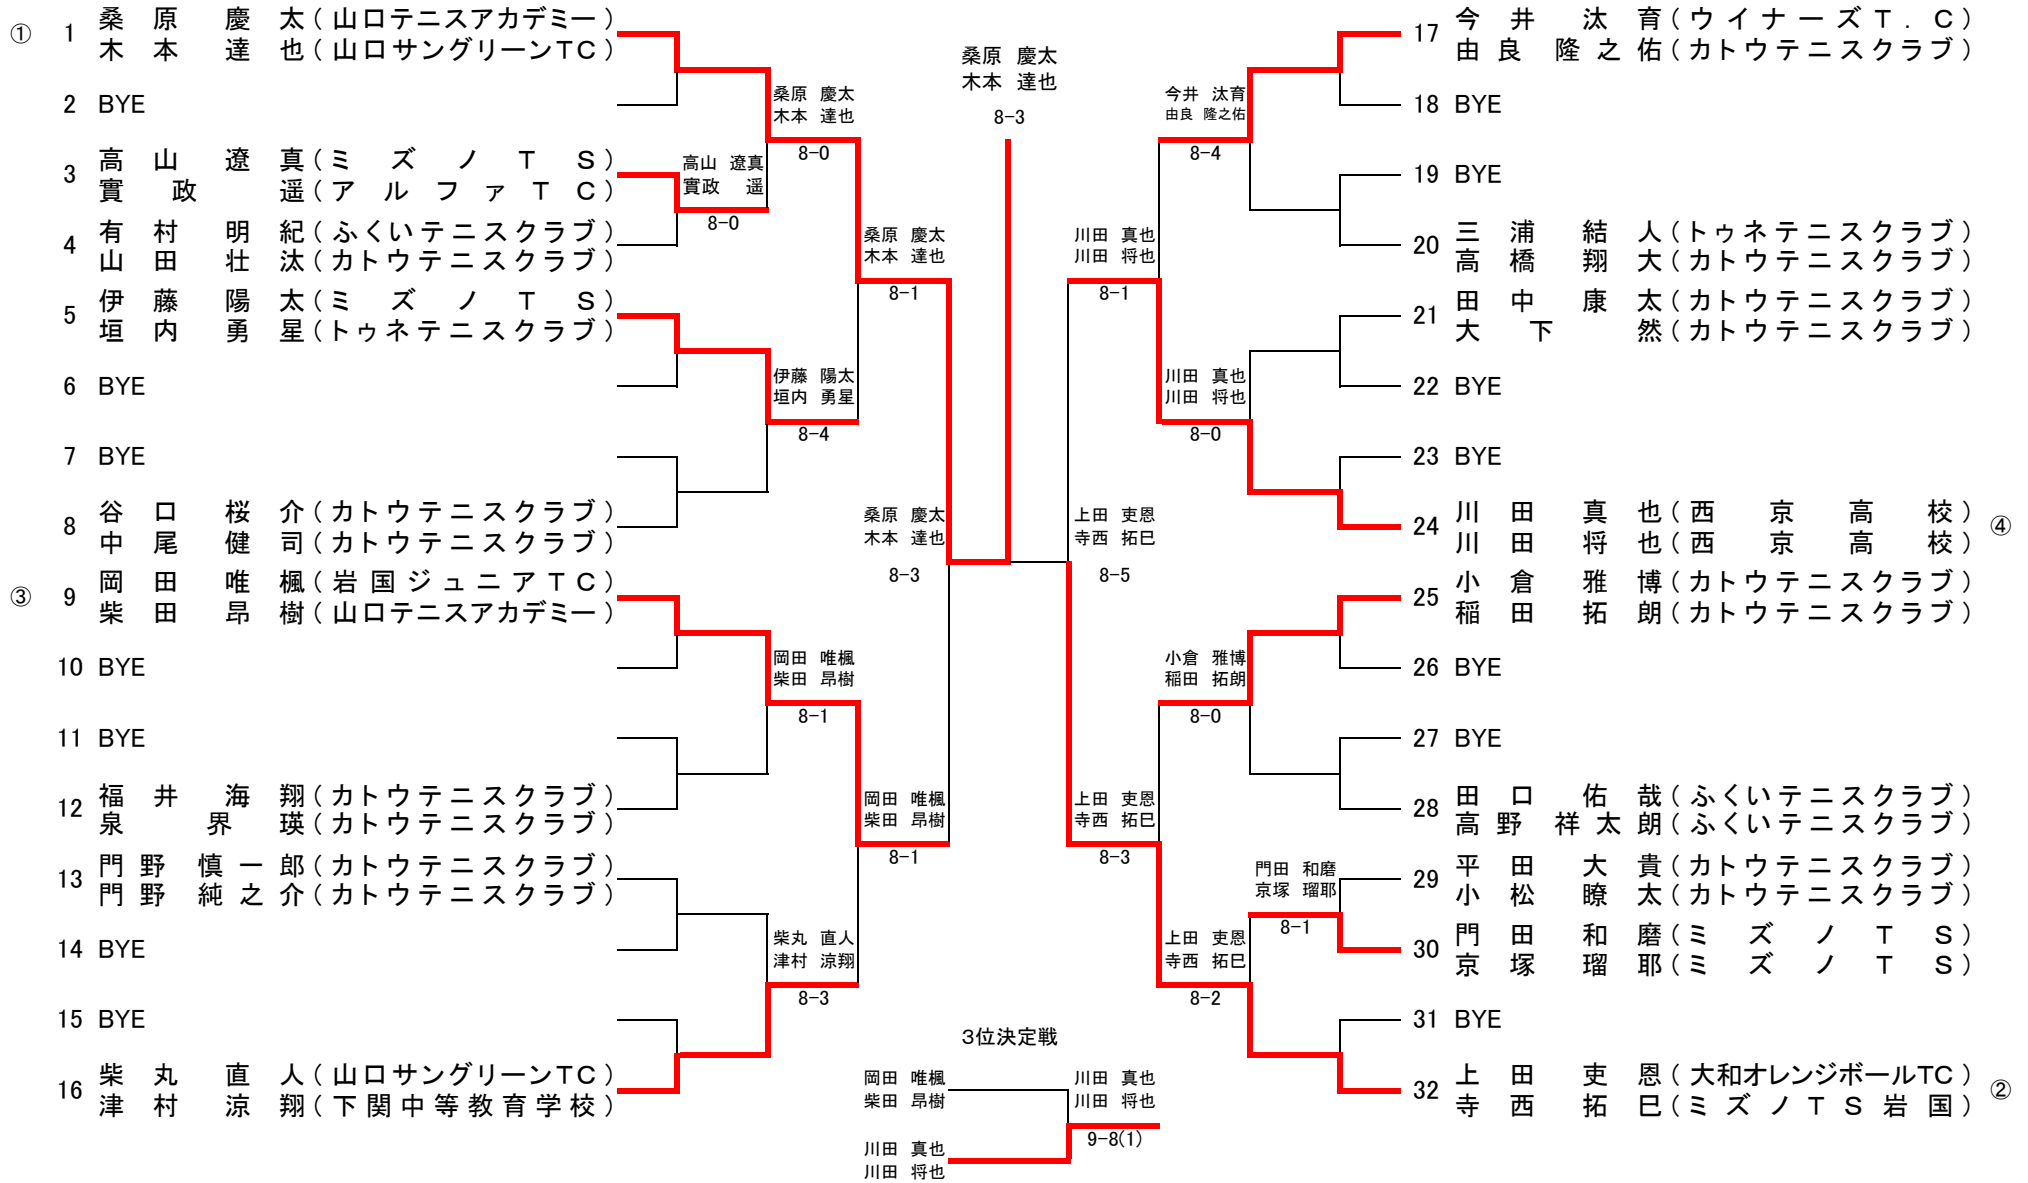 ① 1 桑原 慶太(山口テニスアカデミー)
木本 達也(山口サングリーンTC)
2 BYE
3 高山 遼真(ミズノTS)
實政 遥(アルファTC)
4 有村 明紀(ふくいテニスクラブ)
山田 壮汰(カトウテニスクラブ)
5 伊藤 陽太(ミズノTS)
垣内 勇星(トゥネテニスクラブ)
6 BYE
7 BYE
8 谷口 桜介(カトウテニスクラブ)
中尾 健司(カトウテニスクラブ)
③ 9 岡田 唯楓(岩国ジュニアTC)
柴田 昂樹(山口テニスアカデミー)
10 BYE
11 BYE
12 福井 海翔(カトウテニスクラブ)
泉 界瑛(カトウテニスクラブ)
13 門野 慎一郎(カトウテニスクラブ)
門野 純之介(カトウテニスクラブ)
14 BYE
15 BYE
16 柴丸 直人(山口サングリーンTC)
津村 涼翔(下関中等教育学校)
高山 遼真
實政 遥
8-0
桑原 慶太
木本 達也
8-0
伊藤 陽太
垣内 勇星
8-4
岡田 唯楓
柴田 昂樹
8-1
柴丸 直人
津村 涼翔
8-3
桑原 慶太
木本 達也
8-1
岡田 唯楓
柴田 昂樹
8-1
桑原 慶太
木本 達也
8-3
桑原 慶太
木本 達也
8-3
上田 吏恩
寺西 拓巳
8-5
川田 真也
川田 将也
8-1
上田 吏恩
寺西 拓巳
8-3
今井 汰育
由良 隆之佑
8-4
川田 真也
川田 将也
8-0
小倉 雅博
稲田 拓朗
8-0
上田 吏恩
寺西 拓巳
8-2
門田 和磨
京塚 瑠耶
8-1
17 今井 汰育(ウイナーズT.C)
由良 隆之佑(カトウテニスクラブ)
18 BYE
19 BYE
20 三浦 結人(トゥネテニスクラブ)
高橋 翔大(カトウテニスクラブ)
21 田中 康太(カトウテニスクラブ)
大下 然(カトウテニスクラブ)
22 BYE
23 BYE
24 川田 真也(西京高校) ④
川田 将也(西京高校)
25 小倉 雅博(カトウテニスクラブ)
稲田 拓朗(カトウテニスクラブ)
26 BYE
27 BYE
28 田口 佑哉(ふくいテニスクラブ)
高野 祥太朗(ふくいテニスクラブ)
29 平田 大貴(カトウテニスクラブ)
小松 瞭太(カトウテニスクラブ)
30 門田 和磨(ミズノTS)
京塚 瑠耶(ミズノTS)
31 BYE
32 上田 吏恩(大和オレンジボールTC) ②
寺西 拓巳(ミズノTS岩国)
3位決定戦
岡田 唯楓
柴田 昂樹
川田 真也
川田 将也
川田 真也
川田 将也
9-8(1)